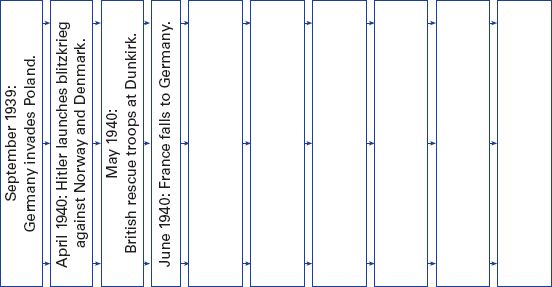 September 1939:
Germany invades Poland.
April 1940: Hitler launches blitzkrieg
against Norway and Denmark.
May 1940:
British rescue troops at Dunkirk.
June 1940: France falls to Germany.